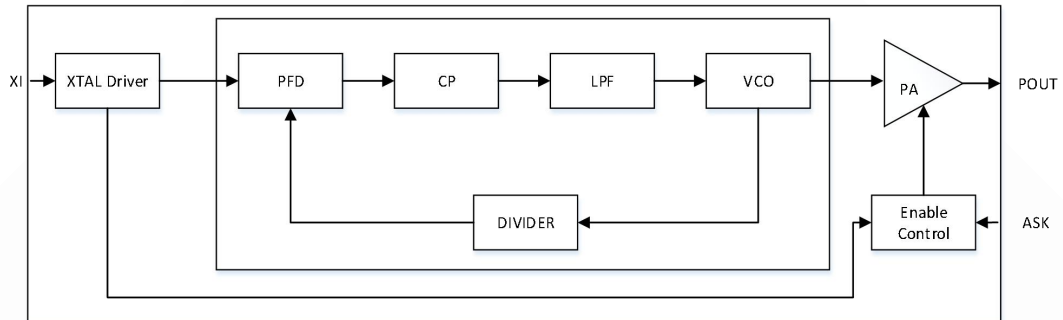 XI
XTAL Driver
PFD
CP
LPF
VCO
PA
POUT
DIVIDER
Enable
Control
ASK